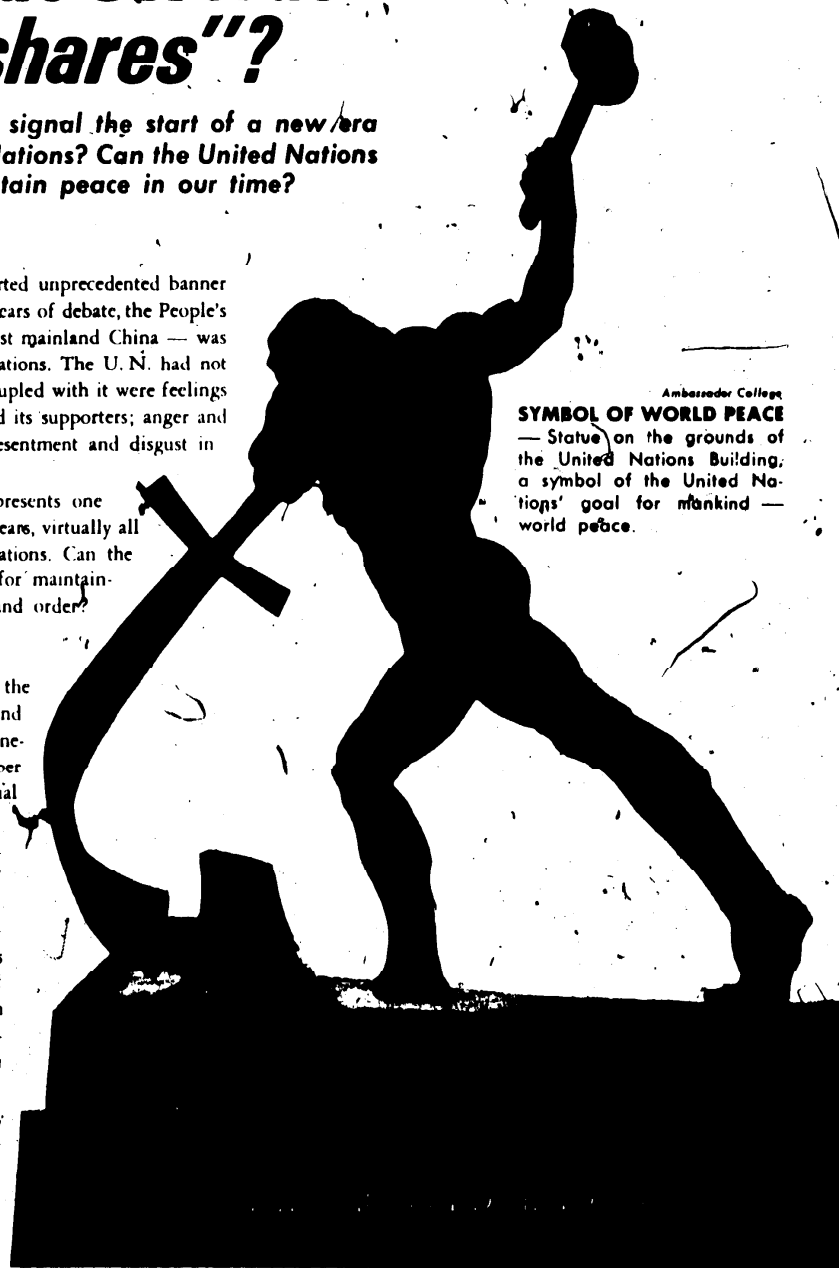 shares"?
signal the start of a new era
ations? Can the United Nations
tain peace in our time?
rted unprecedented banner
ears of debate, the People's
st mainland China — was
ations. The U. N. had not
upled with it were feelings
d its supporters; anger and
esentment and disgust in
presents one
ears, virtually all
ations. Can the
for maintain-
nd order?
the
nd
ne-
ber
ial
Ambassador College
SYMBOL OF WORLD PEACE
— Statue on the grounds of
the United Nations Building,
a symbol of the United Na-
tions' goal for mankind —
world peace.